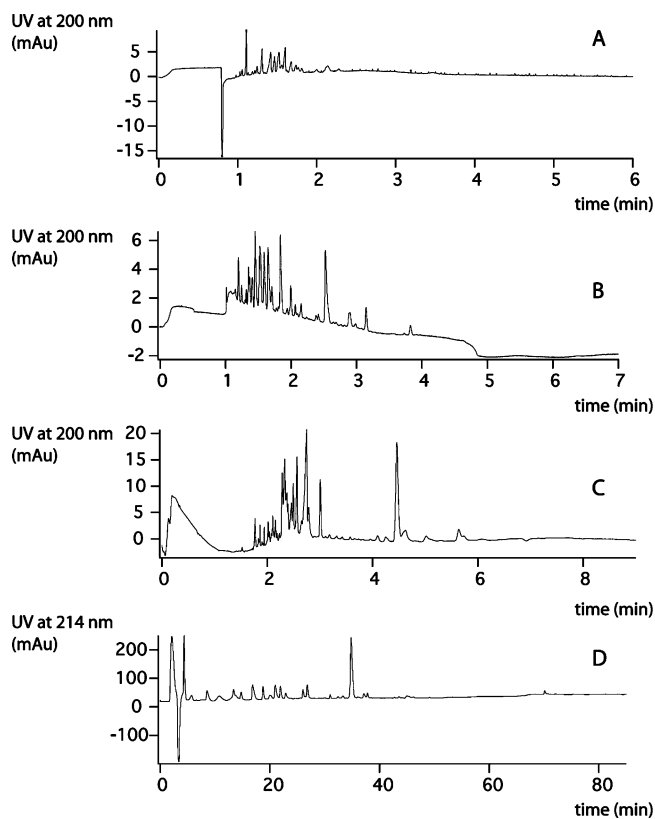 UV at 200 nm
(mAu)
A
5
0
-5
-10
-15
0 1 2 3 4 5 6
time (min)
UV at 200 nm
(mAu)
B
6
4
2
0
-2
0 1 2 3 4 5 6 7
time (min)
UV at 200 nm
(mAu)
C
20
15
10
5
0
0 2 4 6 8
time (min)
UV at 214 nm
(mAu)
D
200
100
0
-100
0 20 40 60 80
time (min)